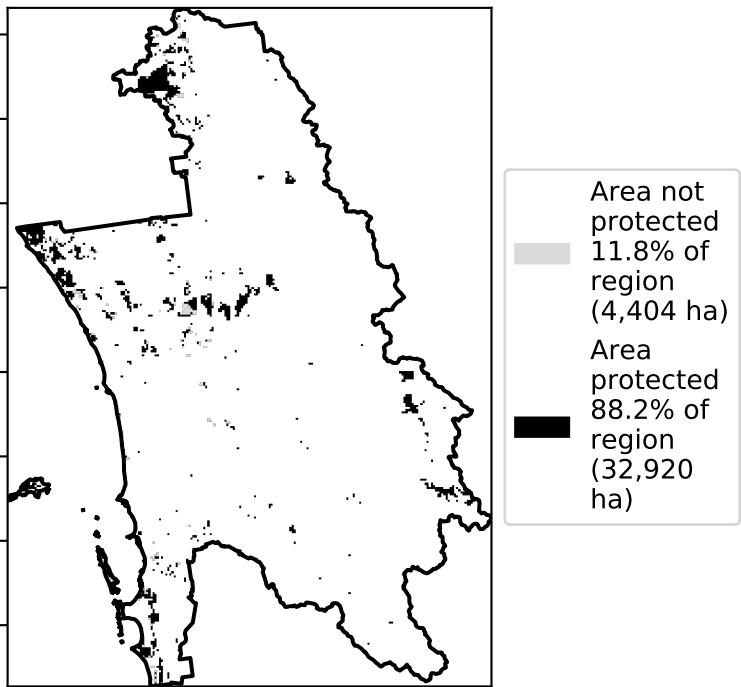 Area not
protected
11.8% of
region
(4,404 ha)
Area
protected
88.2% of
region
(32,920
ha)